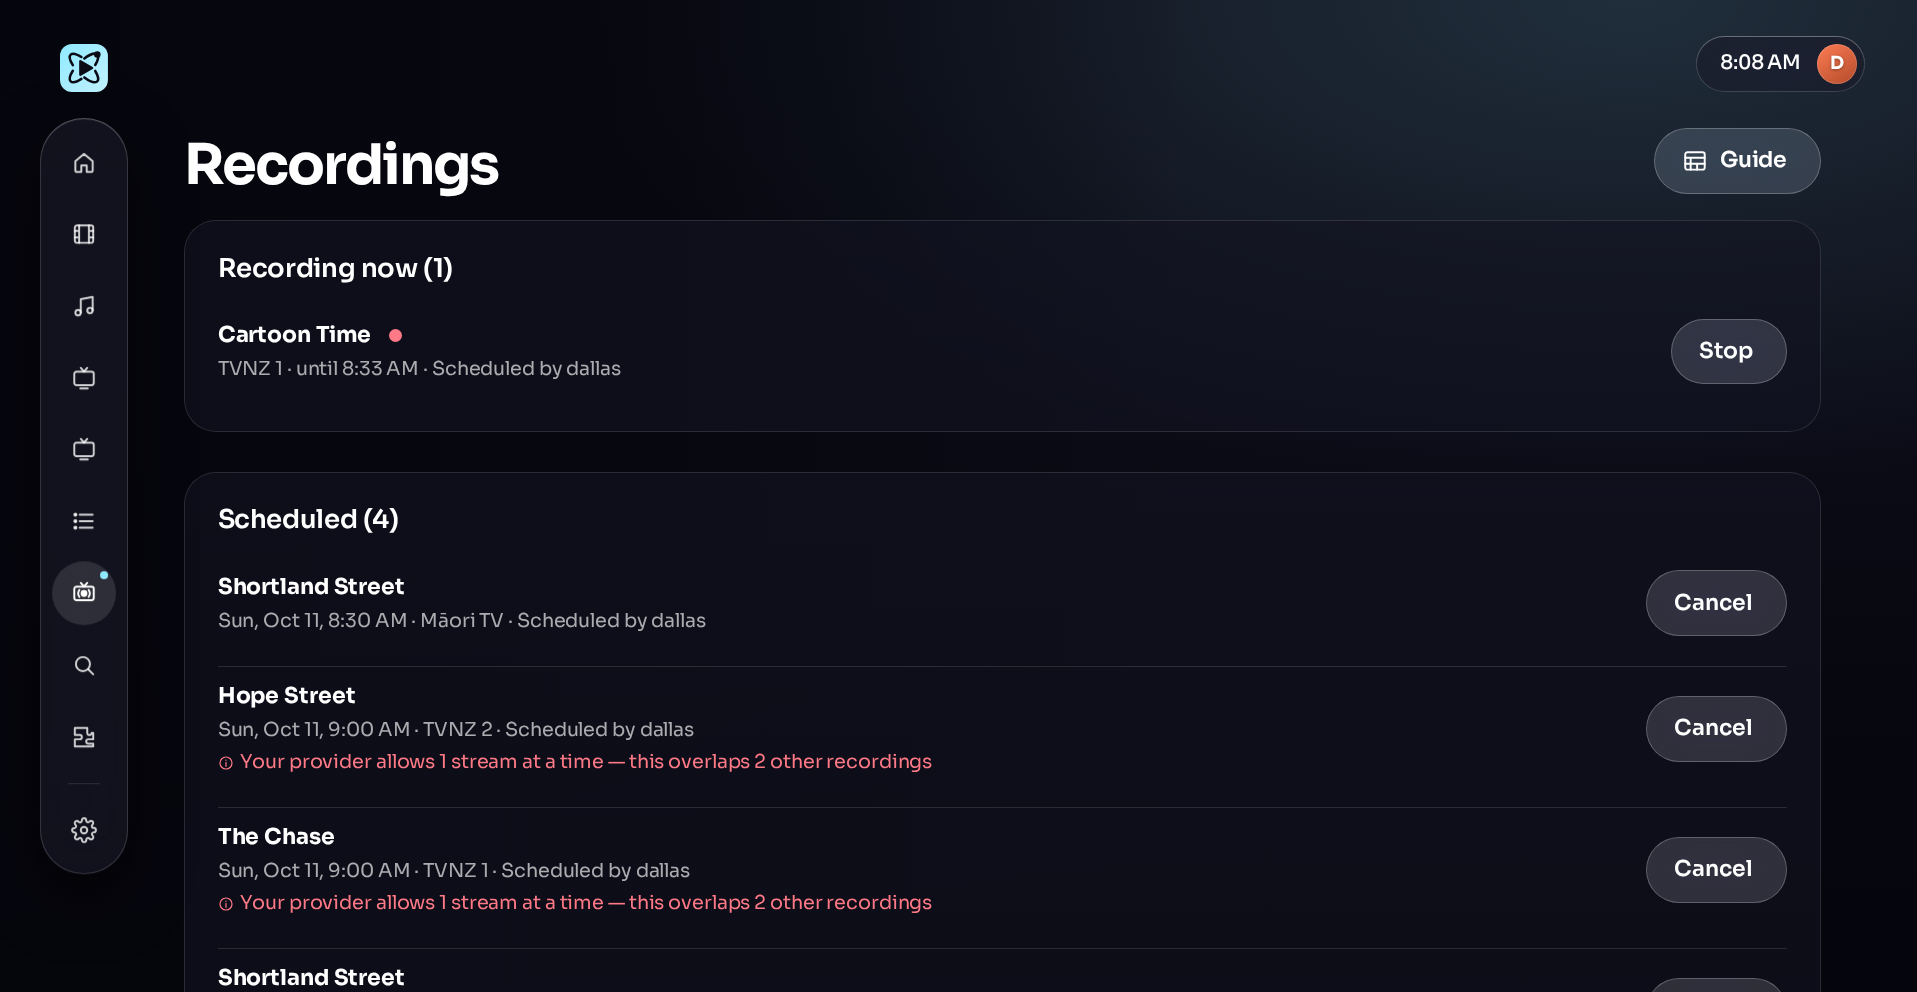 8:08 AM
D
Recordings
Guide
Recording now (1)
Cartoon Time
TVNZ 1 · until 8:33 AM · Scheduled by dallas
Stop
Scheduled (4)
Shortland Street
Sun, Oct 11, 8:30 AM · Māori TV · Scheduled by dallas
Cancel
Hope Street
Sun, Oct 11, 9:00 AM · TVNZ 2 · Scheduled by dallas
Your provider allows 1 stream at a time — this overlaps 2 other recordings
Cancel
The Chase
Sun, Oct 11, 9:00 AM · TVNZ 1 · Scheduled by dallas
Your provider allows 1 stream at a time — this overlaps 2 other recordings
Cancel
Shortland Street